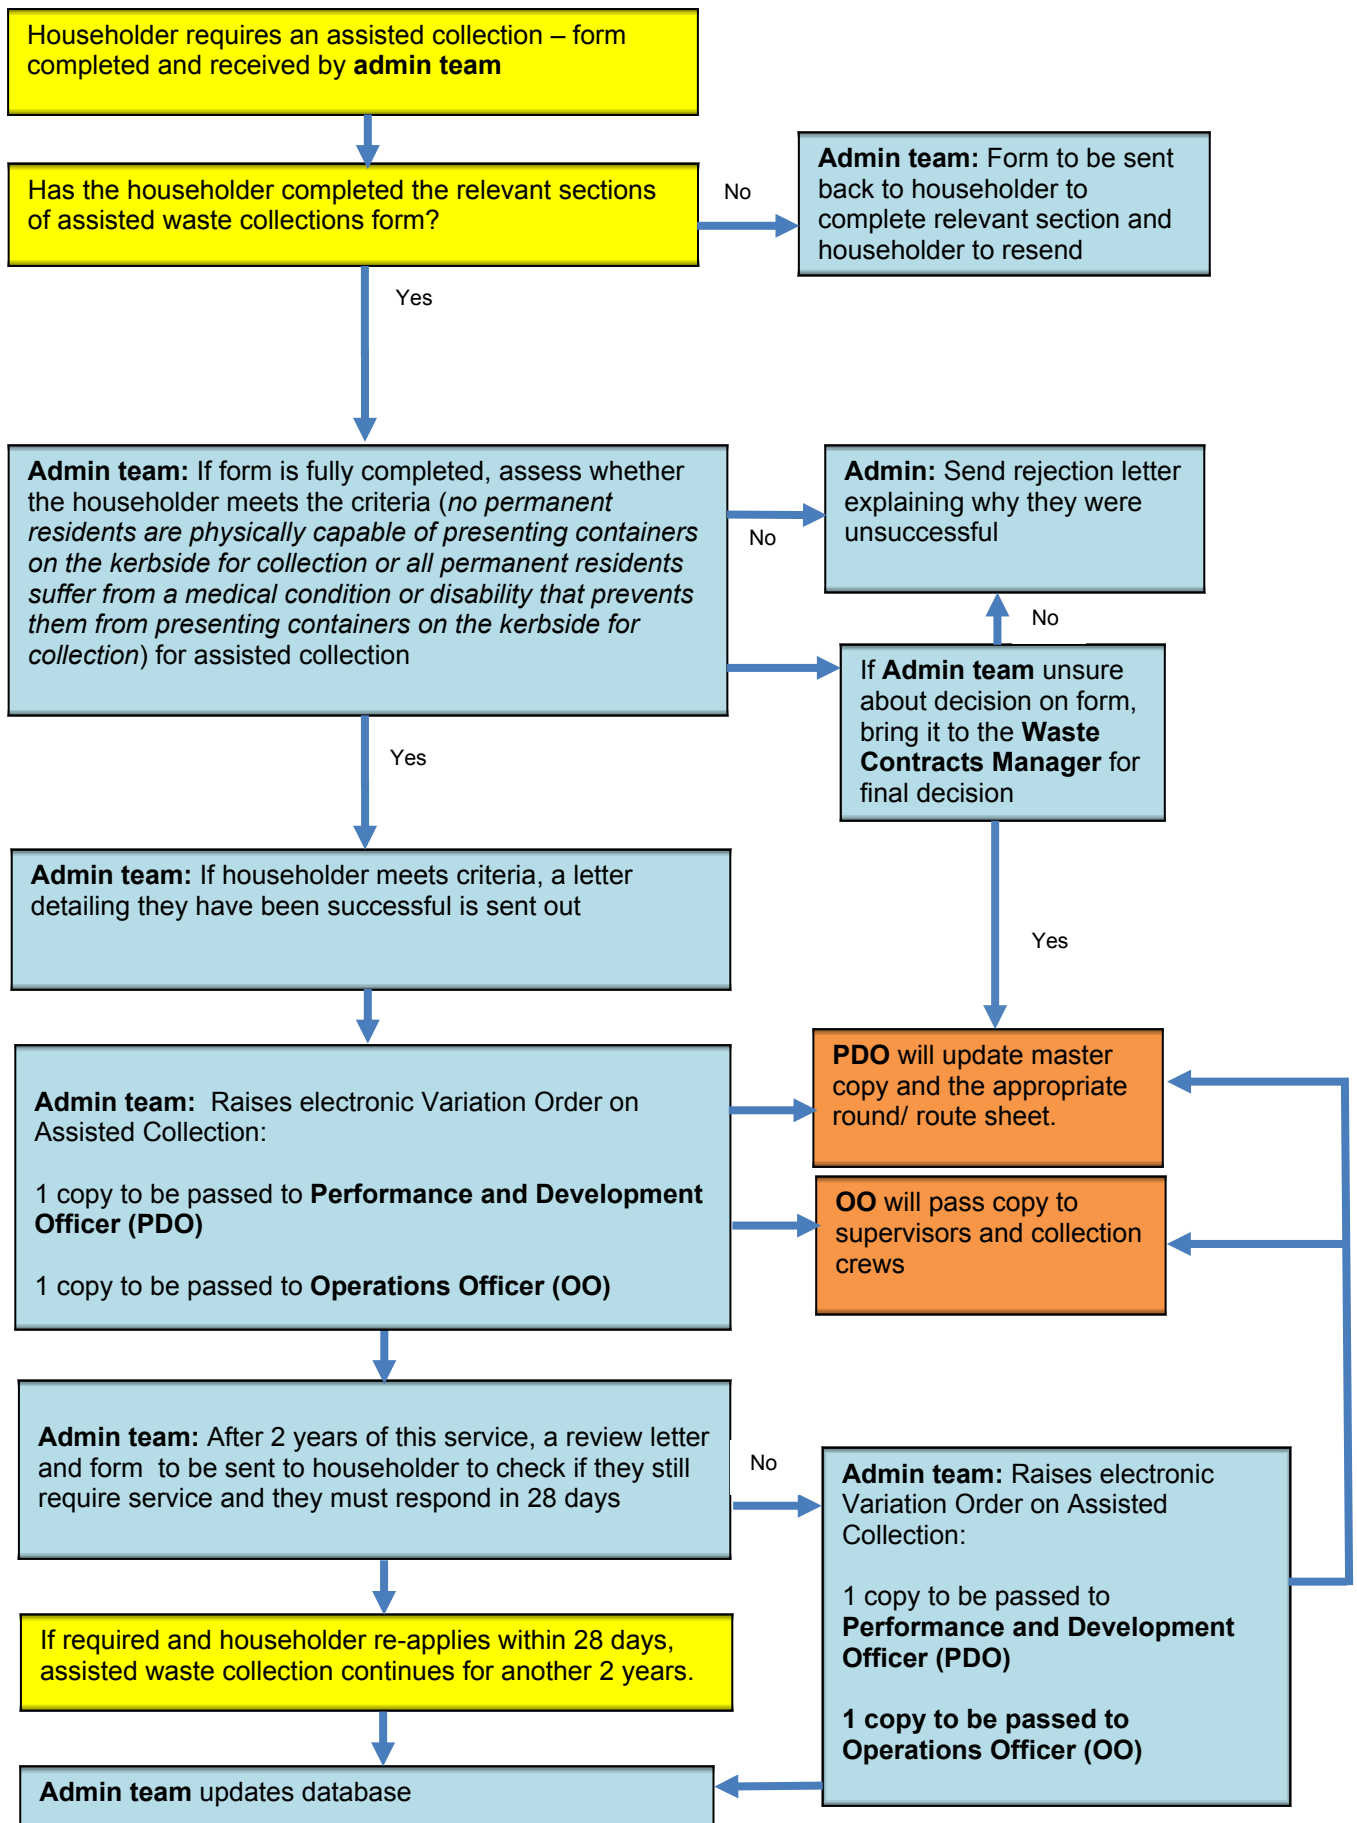 Householder requires an assisted collection – form
completed and received by admin team
Has the householder completed the relevant sections
of assisted waste collections form?
No
Admin team: Form to be sent
back to householder to
complete relevant section and
householder to resend
Yes
Admin team: If form is fully completed, assess whether
the householder meets the criteria (no permanent
residents are physically capable of presenting containers
on the kerbside for collection or all permanent residents
suffer from a medical condition or disability that prevents
them from presenting containers on the kerbside for
collection) for assisted collection
No
Admin: Send rejection letter
explaining why they were
unsuccessful
No
If Admin team unsure
about decision on form,
bring it to the Waste
Contracts Manager for
final decision
Yes
Admin team: If householder meets criteria, a letter
detailing they have been successful is sent out
Yes
Admin team: Raises electronic Variation Order on
Assisted Collection:
1 copy to be passed to Performance and Development
Officer (PDO)
1 copy to be passed to Operations Officer (OO)
PDO will update master
copy and the appropriate
round/ route sheet.
OO will pass copy to
supervisors and collection
crews
Admin team: After 2 years of this service, a review letter
and form to be sent to householder to check if they still
require service and they must respond in 28 days
No
Admin team: Raises electronic
Variation Order on Assisted
Collection:
1 copy to be passed to
Performance and Development
Officer (PDO)
1 copy to be passed to
Operations Officer (OO)
If required and householder re-applies within 28 days,
assisted waste collection continues for another 2 years.
Admin team updates database